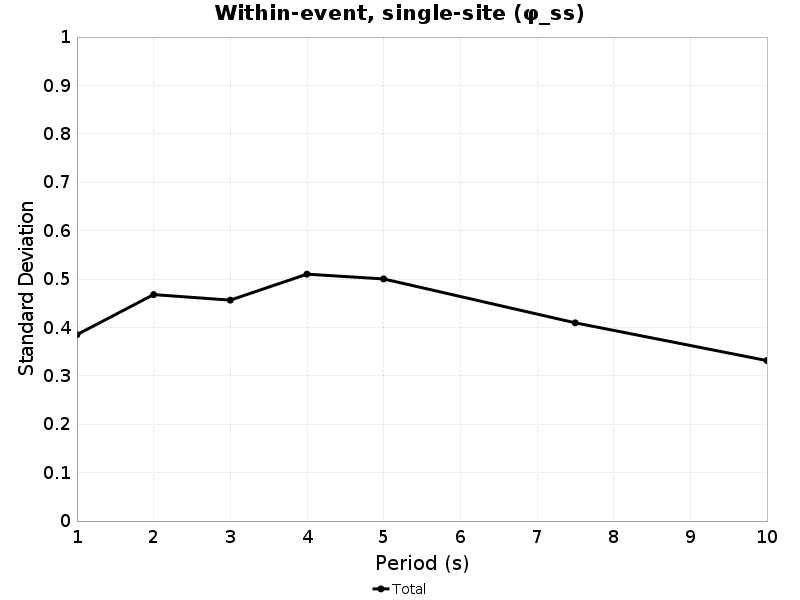 Within-event, single-site (φ_ss)
1
0.9
0.8
0.7
0.6
0.5
0.4
0.3
0.2
0.1
0
Standard Deviation
1 2 3 4 5 6 7 8 9 10
Period (s)
Total